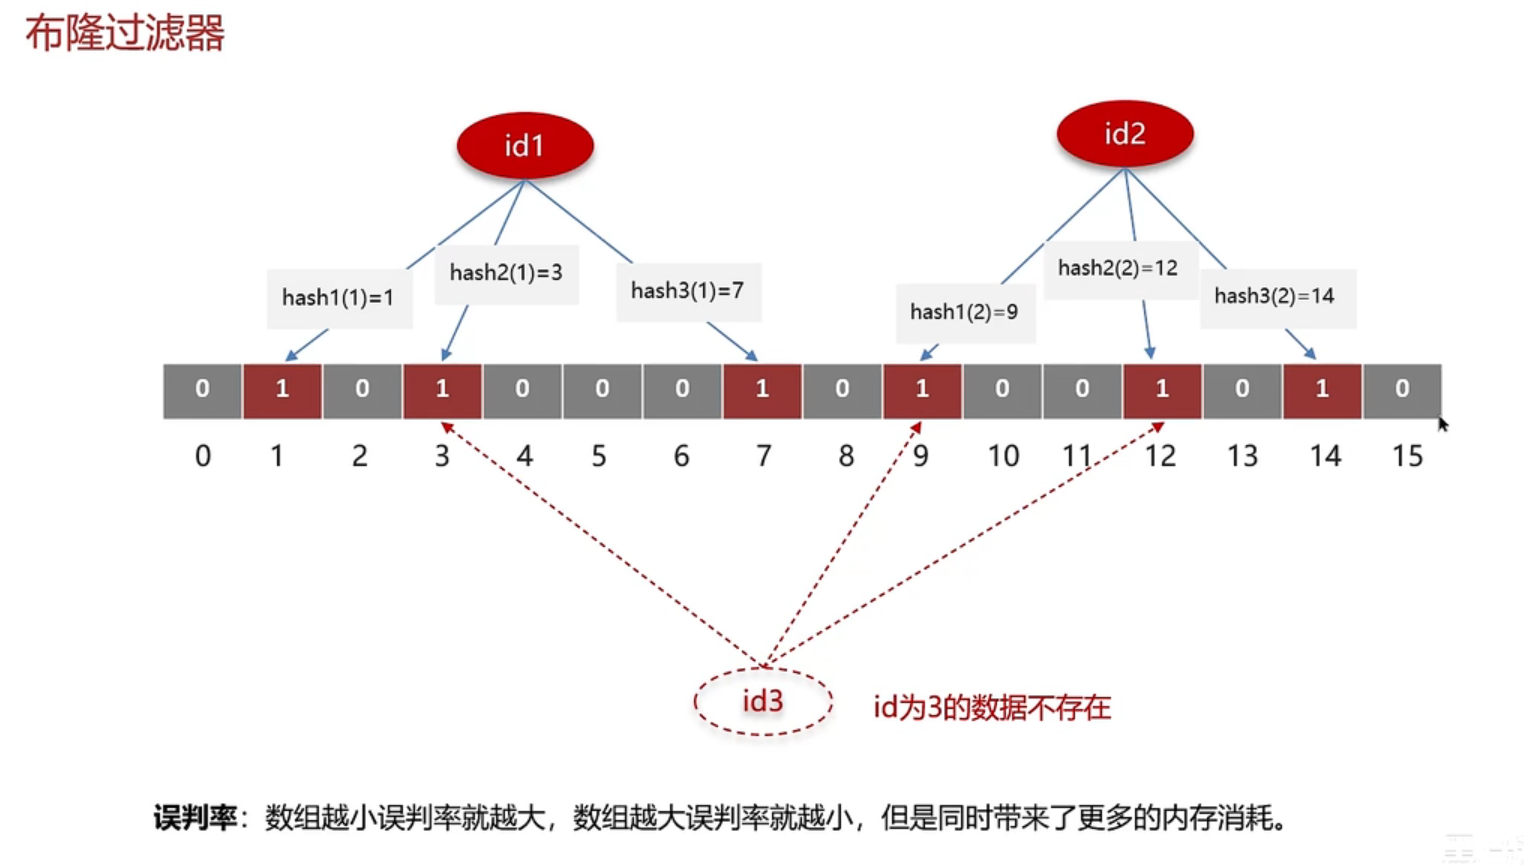 布隆过滤器
id1
id2
hash1(1)=1
hash2(1)=3
hash3(1)=7
hash1(2)=9
hash2(2)=12
hash3(2)=14
0 1 0 1 0 0 0 1 0 1 0 0 1 0 1 0
0 1 2 3 4 5 6 7 8 9 10 11 12 13 14 15
id3
id为3的数据不存在
误判率：数组越小误判率就越大，数组越大误判率就越小，但是同时带来了更多的内存消耗。